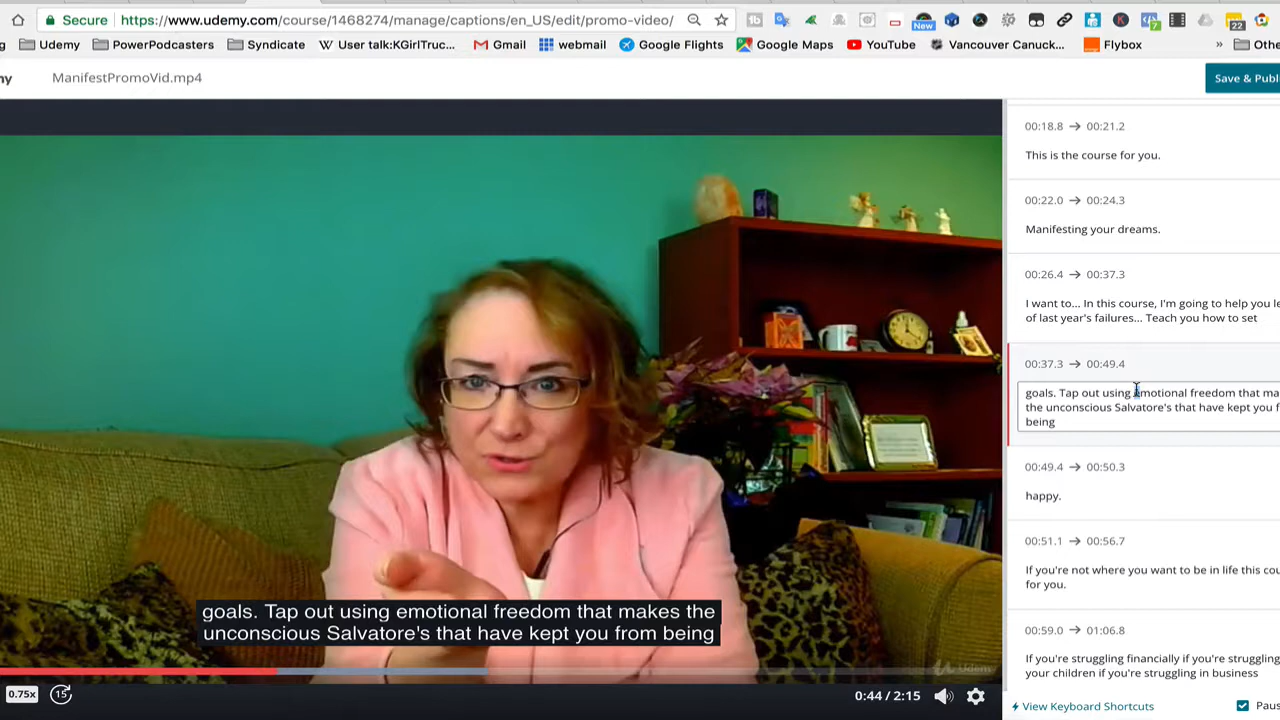 Secure
https://www.udemy.com/course/1468274/manage/captions/en_US/edit/promo-video/
New
7
22
g Udemy PowerPodcasters Syndicate User talk:KGirlTruc... Gmail webmail Google Flights Google Maps YouTube Vancouver Canuck... Flybox » Othe
my ManifestPromoVid.mp4 Save & Publi
00:18.8 → 00:21.2
This is the course for you.
00:22.0 → 00:24.3
Manifesting your dreams.
00:26.4 → 00:37.3
I want to... In this course, I'm going to help you le
of last year's failures... Teach you how to set
00:37.3 → 00:49.4
goals. Tap out using emotional freedom that ma
the unconscious Salvatore's that have kept you f
being
00:49.4 → 00:50.3
happy.
00:51.1 → 00:56.7
If you're not where you want to be in life this cou
for you.
00:59.0 → 01:06.8
If you're struggling financially if you're struggling
your children if you're struggling in business
goals. Tap out using emotional freedom that makes the
unconscious Salvatore's that have kept you from being
Udemy
0.75x 15 0:44 / 2:15
View Keyboard Shortcuts Paus